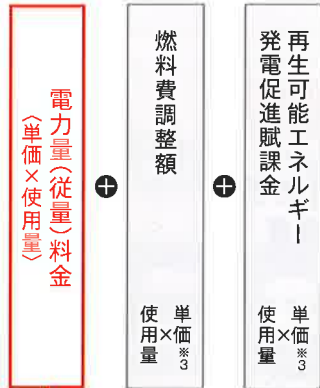 電力量(従量)料金
〈単価×使用量〉
+
燃料費調整額
単価※3
×
使用量
+
再生可能エネルギー
発電促進賦課金
単価※3
×
使用量